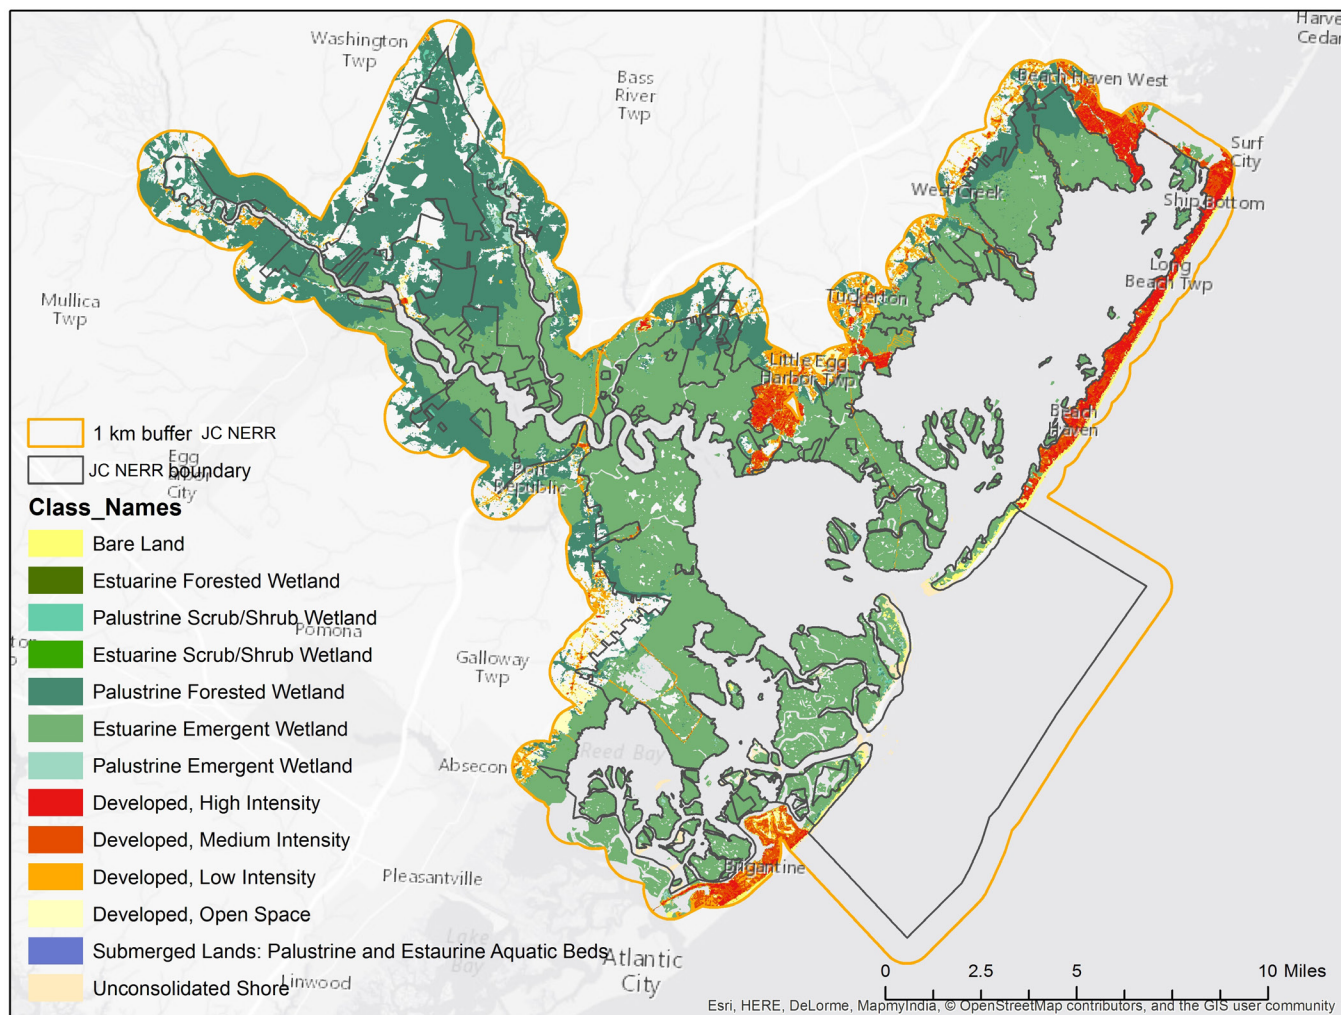 Washington
Twp
Bass
River
Twp
Harve
Cedar
Beach Haven West
Surf
City
West Creek
Ship Bottom
Long
Beach Twp
Mullica
Twp
Tuckerton
Little Egg
Harbor Twp
Beach
Haven
1 km buffer JC NERR
JC NERR boundary
Egg
Harbor
City
Port
Republic
Class_Names
Bare Land
Estuarine Forested Wetland
Palustrine Scrub/Shrub Wetland
Pomona
Estuarine Scrub/Shrub Wetland
Galloway
Twp
Palustrine Forested Wetland
Estuarine Emergent Wetland
Reed Bay
Absecon
Palustrine Emergent Wetland
Developed, High Intensity
Developed, Medium Intensity
Brigantine
Developed, Low Intensity
Pleasantville
Developed, Open Space
Submerged Lands: Palustrine and Estaurine Aquatic Beds
Lake
Bay
Atlantic
City
Linwood
Unconsolidated Shore
0 2.5 5 10 Miles
Esri, HERE, DeLorme, MapmyIndia, © OpenStreetMap contributors, and the GIS user community